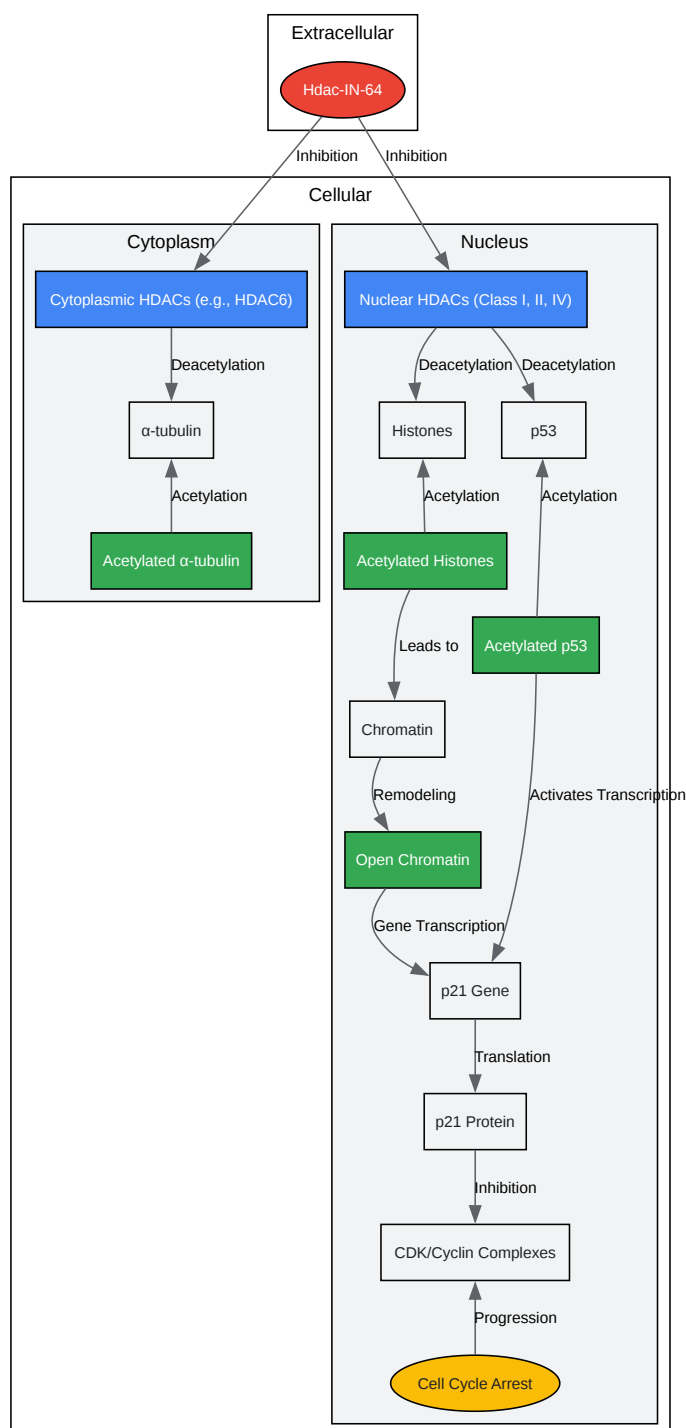 Extracellular
Hdac-IN-64
Inhibition
Inhibition
Cellular
Cytoplasm
Nucleus
Cytoplasmic HDACs (e.g., HDAC6)
Nuclear HDACs (Class I, II, IV)
Deacetylation
Deacetylation
Deacetylation
α-tubulin
Histones
p53
Acetylation
Acetylation
Acetylation
Acetylated α-tubulin
Acetylated Histones
Leads to
Acetylated p53
Chromatin
Remodeling
Activates Transcription
Open Chromatin
Gene Transcription
p21 Gene
Translation
p21 Protein
Inhibition
CDK/Cyclin Complexes
Progression
Cell Cycle Arrest